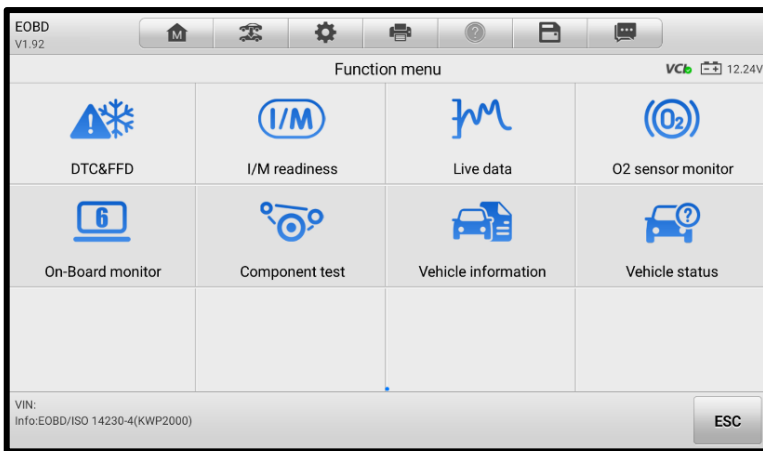 EOBD
V1.92
M
?
Function menu
VCI
12.24V
I/M
O2
DTC&FFD
I/M readiness
Live data
O2 sensor monitor
6
?
On-Board monitor
Component test
Vehicle information
Vehicle status
VIN:
Info:EOBD/ISO 14230-4(KWP2000)
ESC